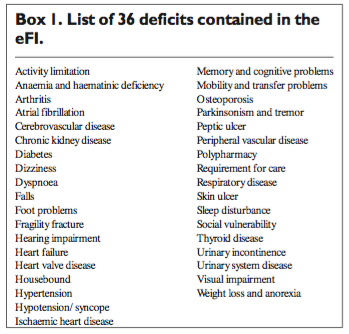 Box 1. List of 36 deficits contained in the
eFI.
Activity limitation
Anaemia and haematinic deficiency
Arthritis
Atrial fibrillation
Cerebrovascular disease
Chronic kidney disease
Diabetes
Dizziness
Dyspnoea
Falls
Foot problems
Fragility fracture
Hearing impairment
Heart failure
Heart valve disease
Housebound
Hypertension
Hypotension/ syncope
Ischaemic heart disease
Memory and cognitive problems
Mobility and transfer problems
Osteoporosis
Parkinsonism and tremor
Peptic ulcer
Peripheral vascular disease
Polypharmacy
Requirement for care
Respiratory disease
Skin ulcer
Sleep disturbance
Social vulnerability
Thyroid disease
Urinary incontinence
Urinary system disease
Visual impairment
Weight loss and anorexia